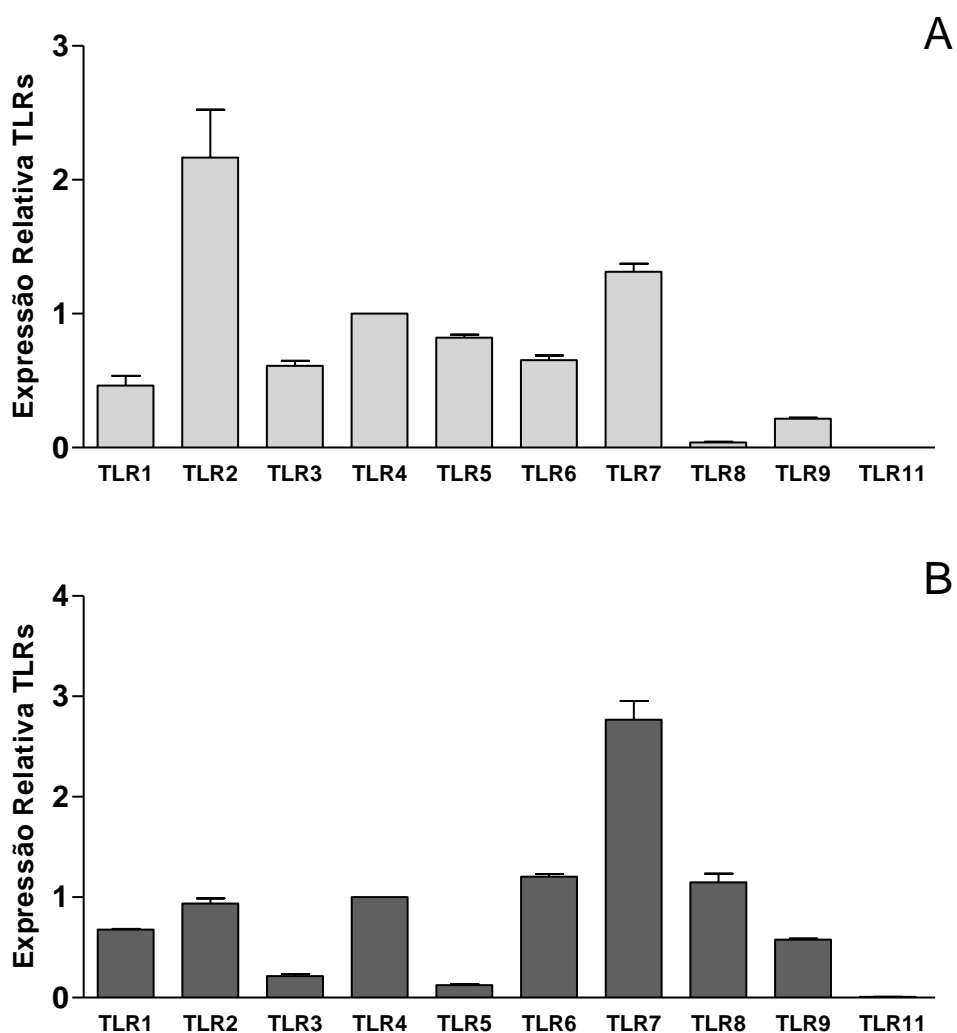 A
Expressão Relativa TLRs
3
2
1
0
TLR1 TLR2 TLR3 TLR4 TLR5 TLR6 TLR7 TLR8 TLR9 TLR11
B
Expressão Relativa TLRs
4
3
2
1
0
TLR1 TLR2 TLR3 TLR4 TLR5 TLR6 TLR7 TLR8 TLR9 TLR11